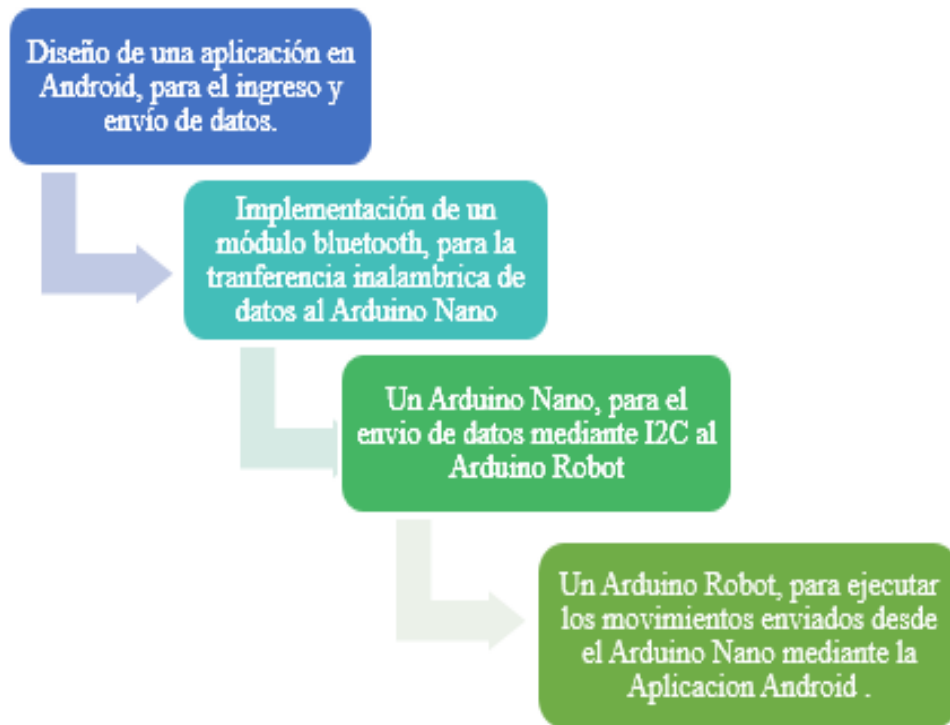 Diseño de una aplicación en
Android, para el ingreso y
envío de datos.
Implementación de un
módulo bluetooth, para la
tranferencia inalambrica de
datos al Arduino Nano
Un Arduino Nano, para el
envio de datos mediante I2C al
Arduino Robot
Un Arduino Robot, para ejecutar
los movimientos enviados desde
el Arduino Nano mediante la
Aplicacion Android .